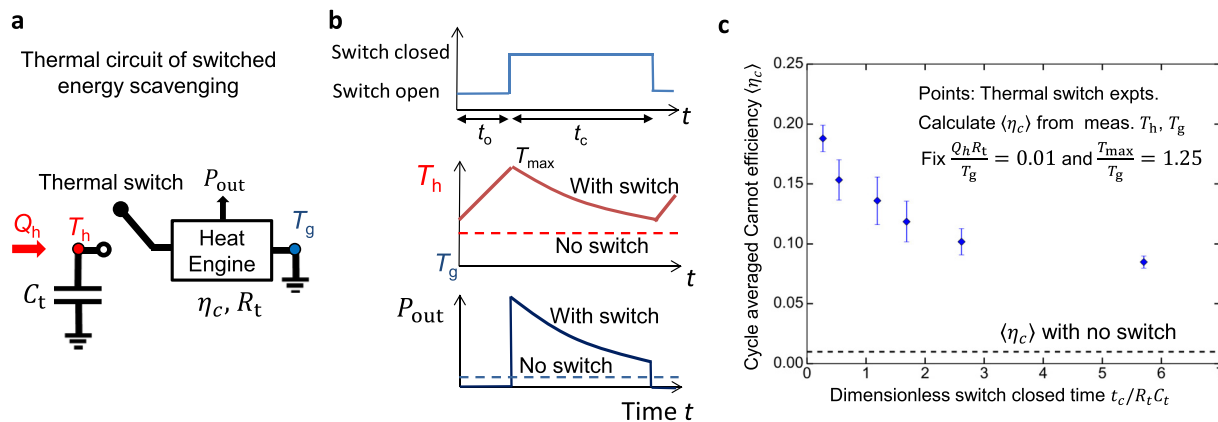 a
Thermal circuit of switched
energy scavenging
Thermal switch
P_out
Q_h
T_h
Heat
Engine
T_g
C_t
η_c, R_t
b
Switch closed
Switch open
t
t_o
t_c
T_h
T_max
With switch
No switch
T_g
t
P_out
With switch
No switch
Time t
c
Cycle averaged Carnot efficiency ⟨η_c⟩
0.25
0.20
0.15
0.10
0.05
0.00
Points: Thermal switch expts.
Calculate ⟨η_c⟩ from meas. T_h, T_g
Fix Q_hR_t/T_g = 0.01 and T_max/T_g = 1.25
⟨η_c⟩ with no switch
0 1 2 3 4 5 6 7
Dimensionless switch closed time t_c/R_tC_t